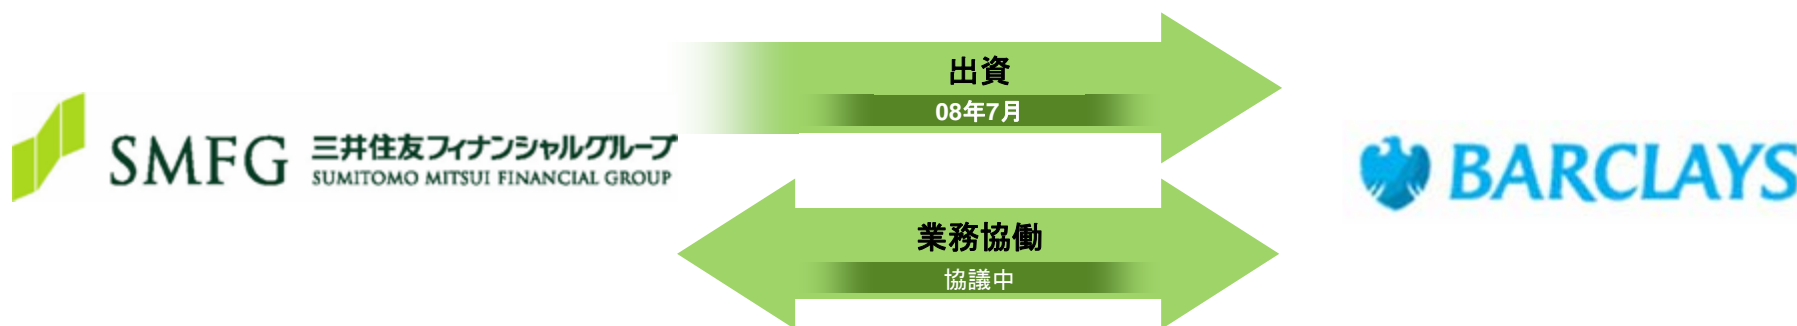 出資
08年7月
SMFG 三井住友フィナンシャルグループ
SUMITOMO MITSUI FINANCIAL GROUP
BARCLAYS
業務協働
協議中